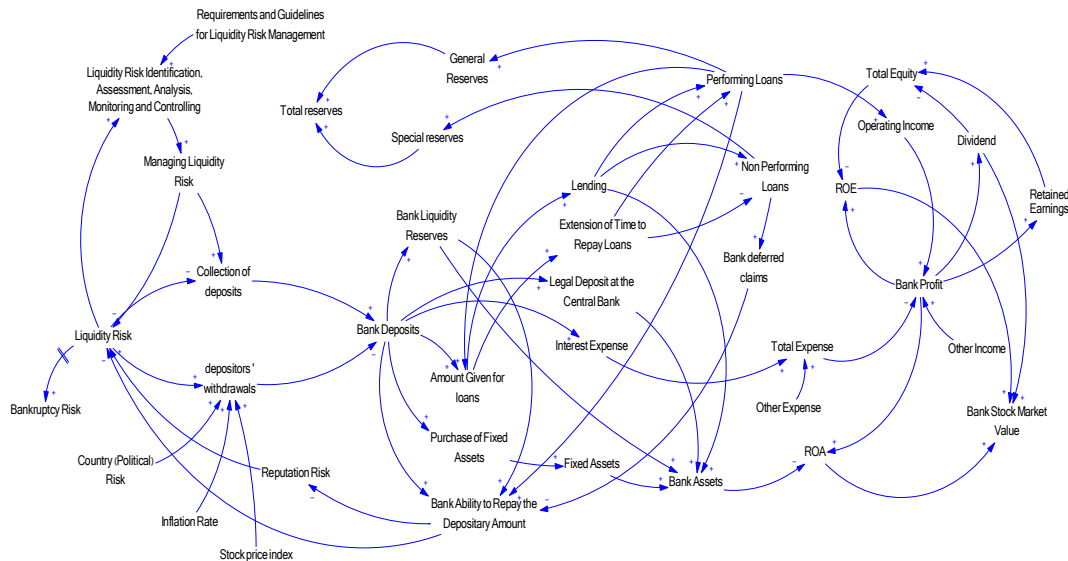 Requirements and Guidelines
for Liquidity Risk Management
Liquidity Risk Identification,
Assessment, Analysis,
Monitoring and Controlling
General
Reserves
Performing Loans
Total Equity
Total reserves
Special reserves
Operating Income
Dividend
Managing Liquidity
Risk
Non Performing
Loans
Lending
ROE
Retained
Earnings
Bank Liquidity
Reserves
Extension of Time to
Repay Loans
Bank deferred
claims
Collection of
deposits
Legal Deposit at the
Central Bank
Bank Profit
Liquidity Risk
Bank Deposits
Interest Expense
Total Expense
Other Income
depositors '
withdrawals
Amount Given for
loans
Bankruptcy Risk
Other Expense
Bank Stock Market
Value
Purchase of Fixed
Assets
Country (Political)
Risk
Reputation Risk
Fixed Assets
Bank Assets
ROA
Bank Ability to Repay the
Depositary Amount
Inflation Rate
Stock price index